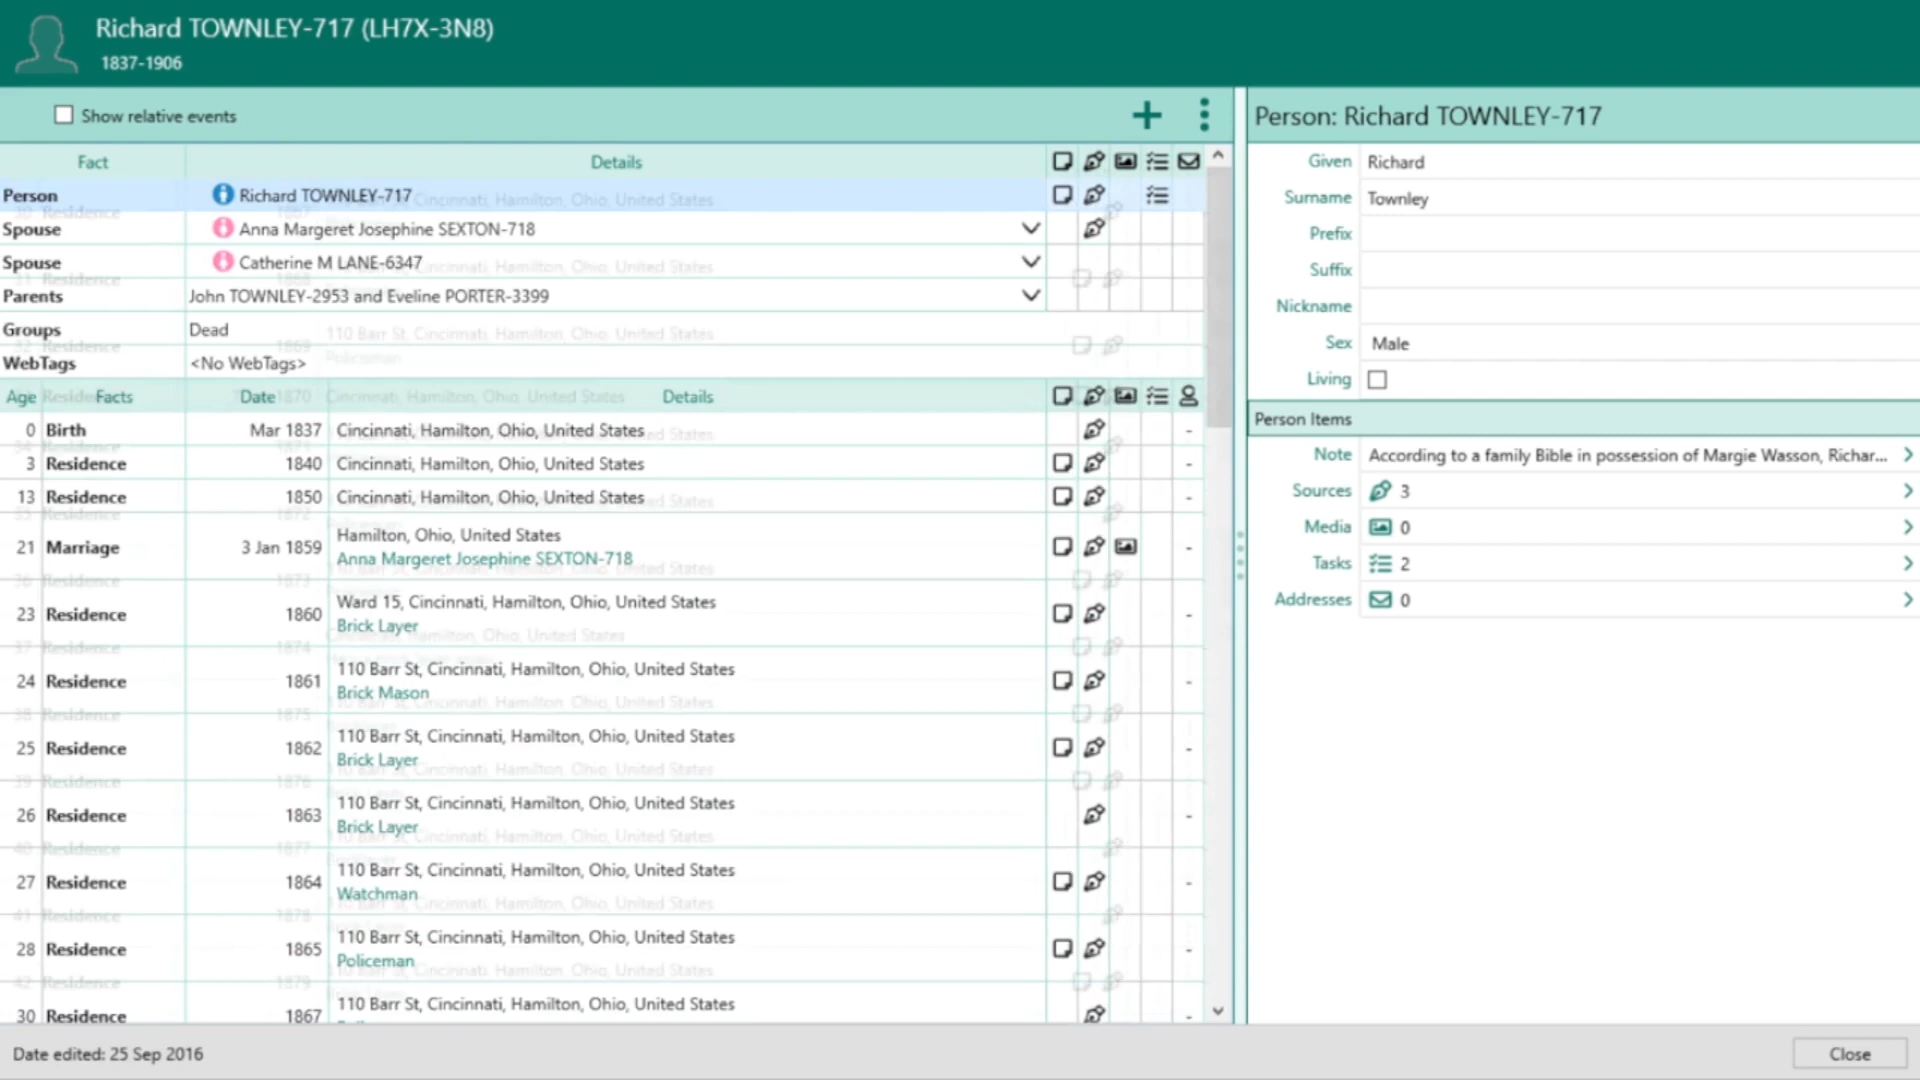 Richard TOWNLEY-717 (LH7X-3N8)
1837-1906
Show relative events
Fact Details
Person Richard TOWNLEY-717
Spouse Anna Margeret Josephine SEXTON-718
Spouse Catherine M LANE-6347
Parents John TOWNLEY-2953 and Eveline PORTER-3399
Groups Dead
WebTags <No WebTags>
Age Facts Date Details
0 Birth Mar 1837 Cincinnati, Hamilton, Ohio, United States
3 Residence 1840 Cincinnati, Hamilton, Ohio, United States
13 Residence 1850 Cincinnati, Hamilton, Ohio, United States
21 Marriage 3 Jan 1859 Hamilton, Ohio, United States
Anna Margeret Josephine SEXTON-718
23 Residence 1860 Ward 15, Cincinnati, Hamilton, Ohio, United States
Brick Layer
24 Residence 1861 110 Barr St, Cincinnati, Hamilton, Ohio, United States
Brick Mason
25 Residence 1862 110 Barr St, Cincinnati, Hamilton, Ohio, United States
Brick Layer
26 Residence 1863 110 Barr St, Cincinnati, Hamilton, Ohio, United States
Brick Layer
27 Residence 1864 110 Barr St, Cincinnati, Hamilton, Ohio, United States
Watchman
28 Residence 1865 110 Barr St, Cincinnati, Hamilton, Ohio, United States
Policeman
30 Residence 1867 110 Barr St, Cincinnati, Hamilton, Ohio, United States
Person: Richard TOWNLEY-717
Given Richard
Surname Townley
Prefix
Suffix
Nickname
Sex Male
Living
Person Items
Note According to a family Bible in possession of Margie Wasson, Richar...
Sources 3
Media 0
Tasks 2
Addresses 0
Date edited: 25 Sep 2016
Close